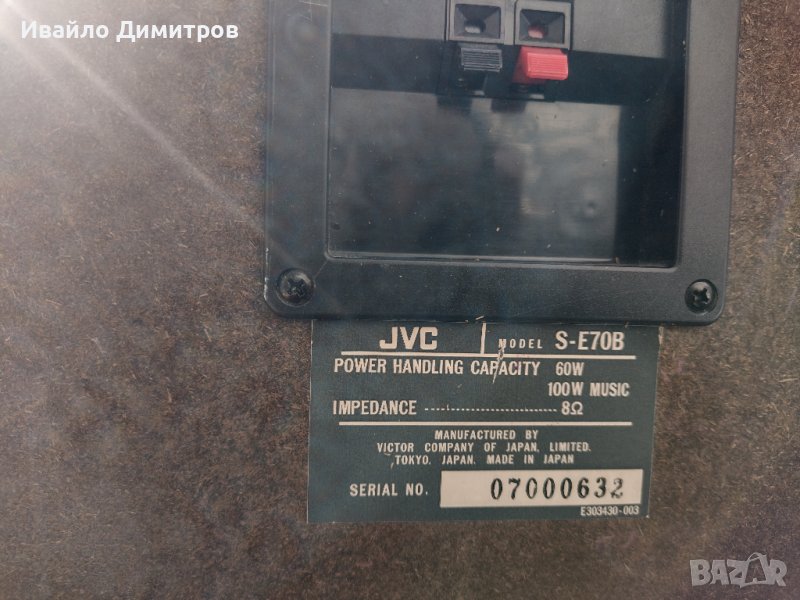 Ивайло Димитров
JVC MODEL S-E70B
POWER HANDLING CAPACITY 60W
100W MUSIC
IMPEDANCE ........................ 8Ω
MANUFACTURED BY
VICTOR COMPANY OF JAPAN, LIMITED.
TOKYO, JAPAN, MADE IN JAPAN
SERIAL NO. 07000632
E303430-003
BAZAR